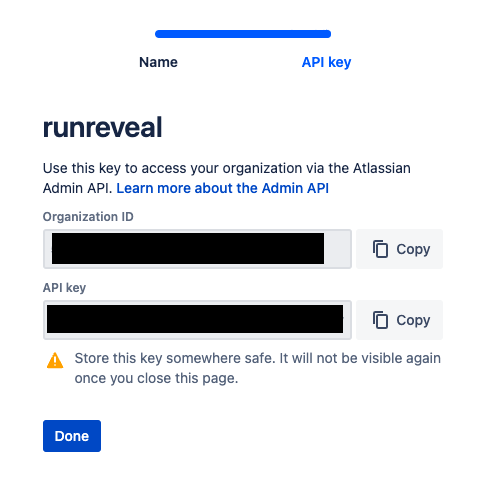 Name
API key
runreveal
Use this key to access your organization via the Atlassian
Admin API. Learn more about the Admin API
Organization ID
Copy
API key
Copy
Store this key somewhere safe. It will not be visible again
once you close this page.
Done